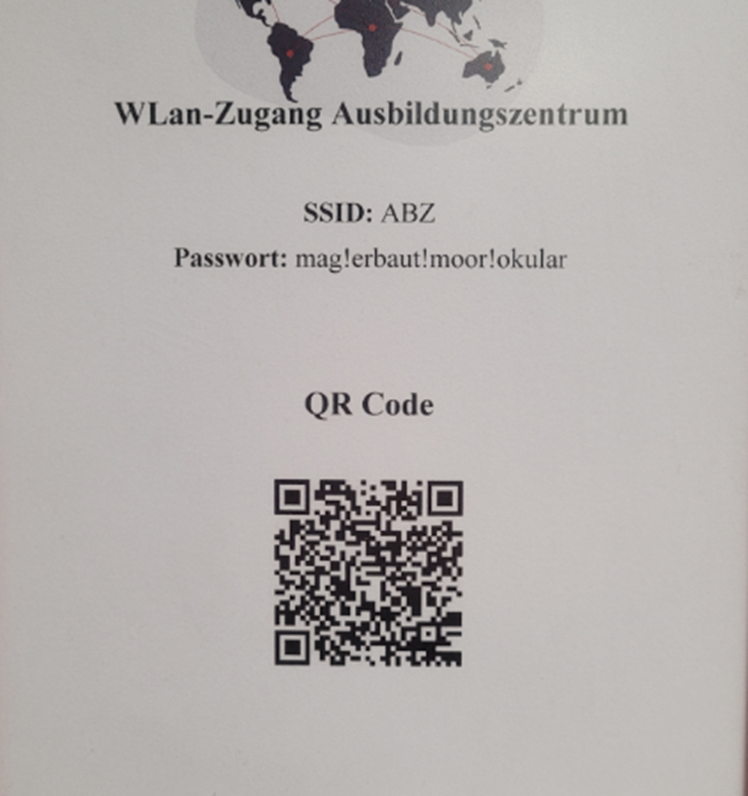 WLan-Zugang Ausbildungszentrum
SSID: ABZ
Passwort: mag!erbaut!moor!okular
QR Code